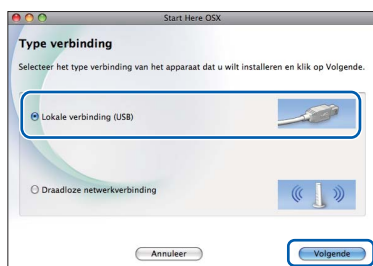 Start Here OSX
Type verbinding
Selecteer het type verbinding van het apparaat dat u wilt installeren en klik op Volgende.
Lokale verbinding (USB)
Draadloze netwerkverbinding
Annuleer
Volgende